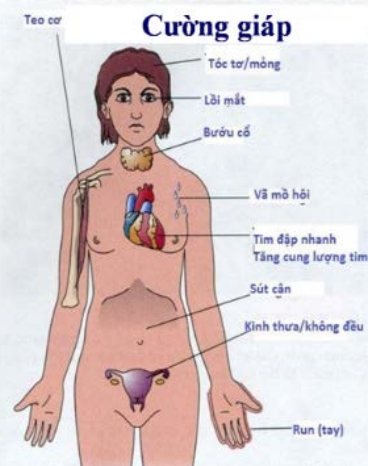 Teo cơ
Cường giáp
Tóc tơ/mỏng
Lồi mắt
Bướu cổ
Vã mồ hôi
Tim đập nhanh
Tăng cung lượng tim
Sút cận
Kinh thưa/không đều
Run (tay)